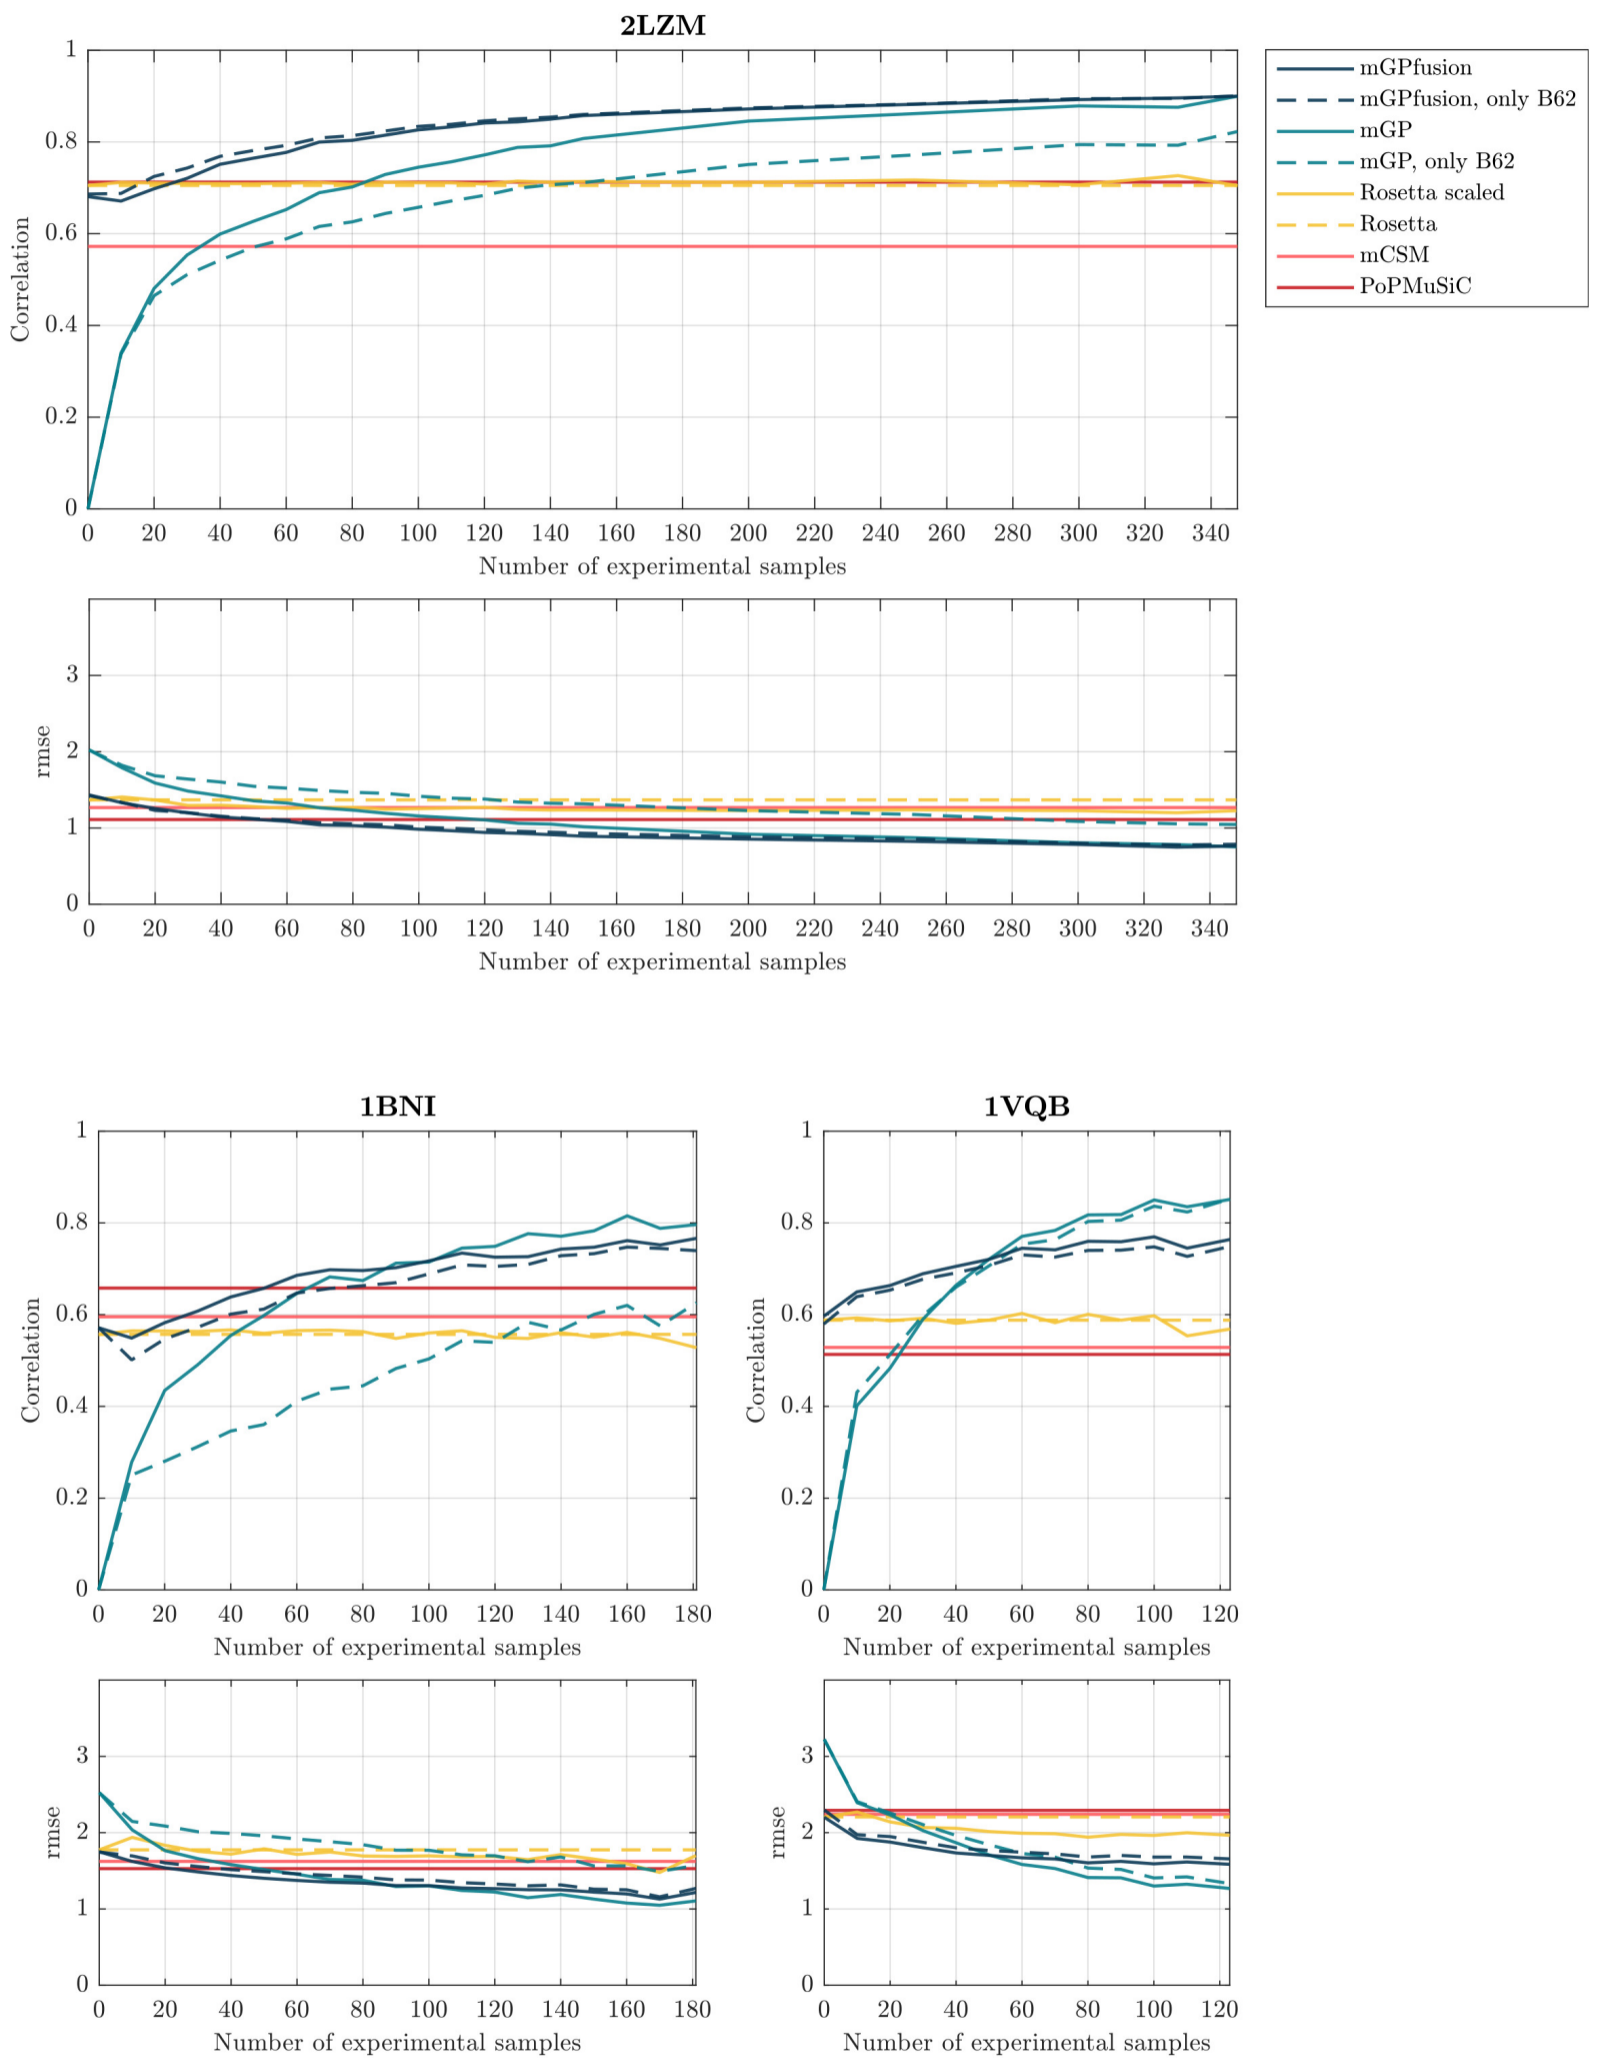 2LZM
1
0.8
0.6
0.4
0.2
0
Correlation
0 20 40 60 80 100 120 140 160 180 200 220 240 260 280 300 320 340
Number of experimental samples
mGPfusion
mGPfusion, only B62
mGP
mGP, only B62
Rosetta scaled
Rosetta
mCSM
PoPMuSiC
3
2
1
0
rmse
0 20 40 60 80 100 120 140 160 180 200 220 240 260 280 300 320 340
Number of experimental samples
1BNI
1
0.8
0.6
0.4
0.2
0
Correlation
0 20 40 60 80 100 120 140 160 180
Number of experimental samples
1VQB
1
0.8
0.6
0.4
0.2
0
Correlation
0 20 40 60 80 100 120
Number of experimental samples
3
2
1
0
rmse
0 20 40 60 80 100 120 140 160 180
Number of experimental samples
3
2
1
0
rmse
0 20 40 60 80 100 120
Number of experimental samples